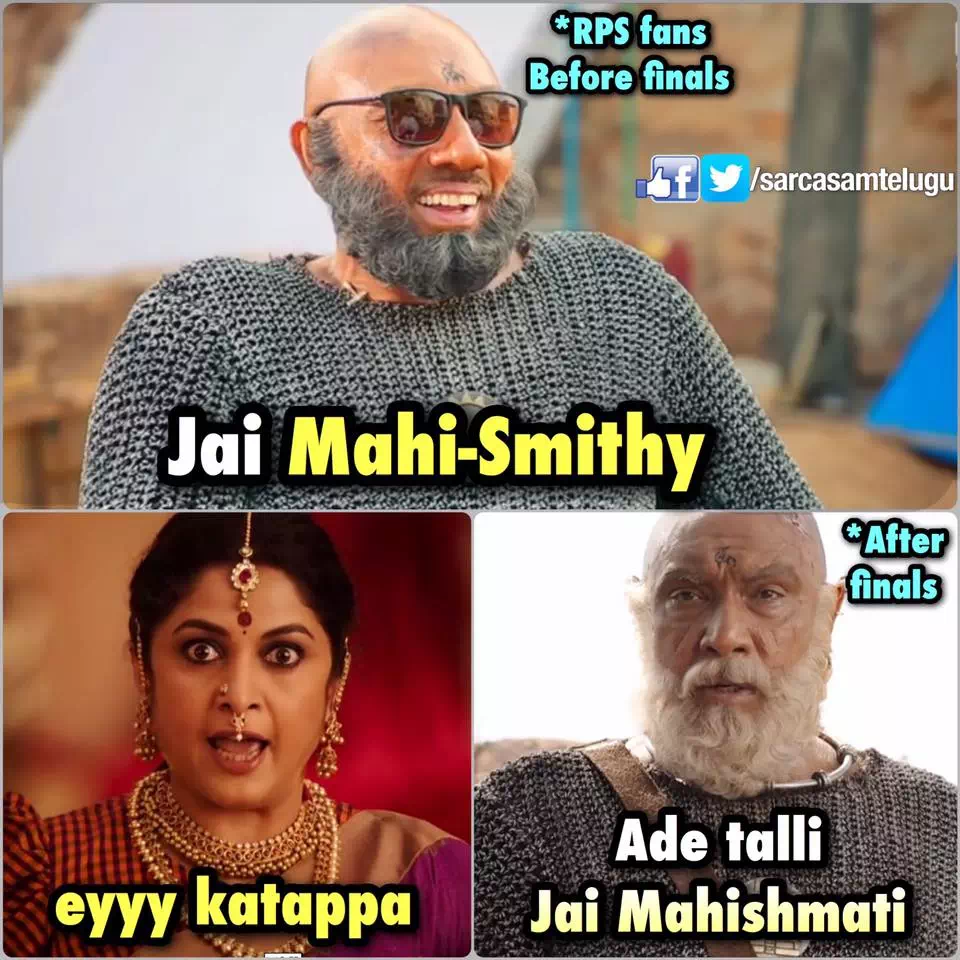 *RPS fans
Before finals
/sarcasamtelugu
Jai Mahi-Smithy
eyyy katappa
*After
finals
Ade talli
Jai Mahishmati